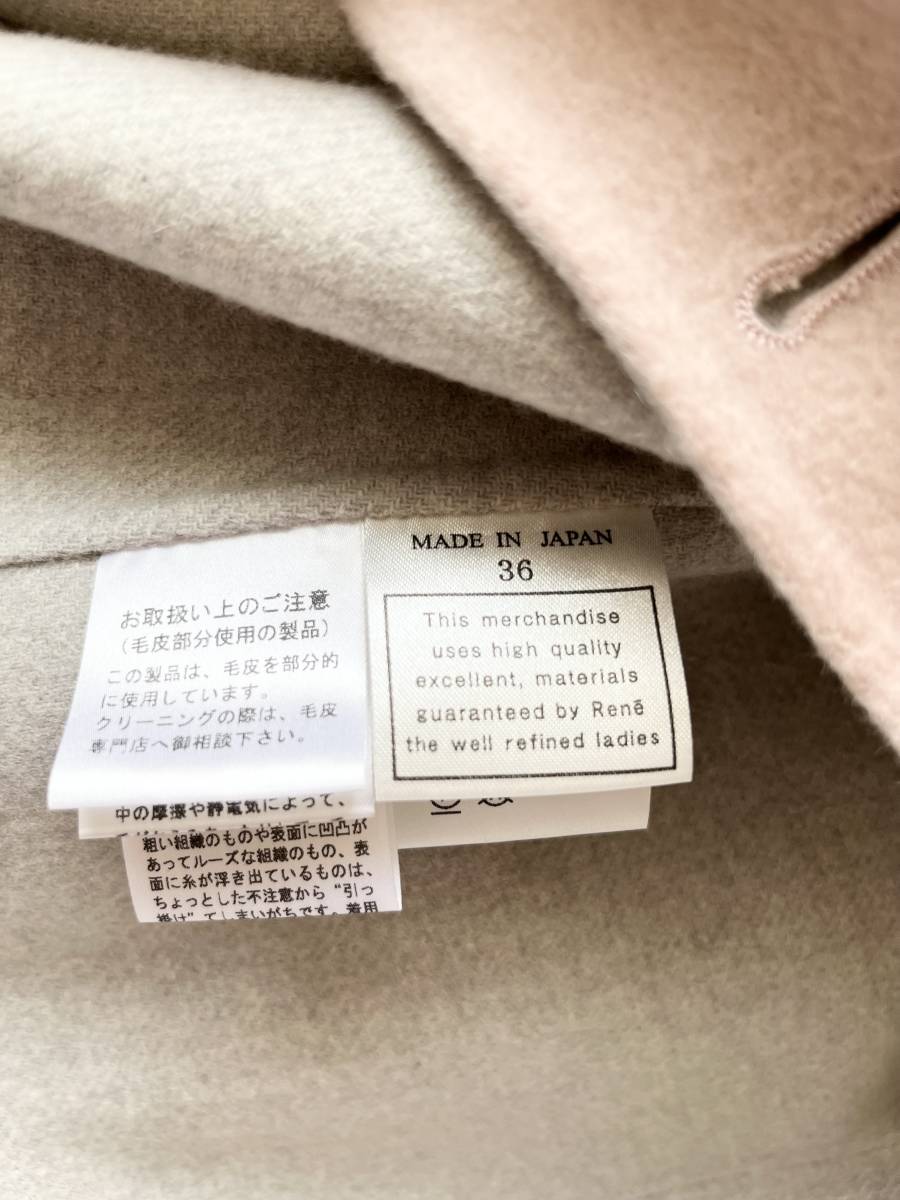 お取扱い上のご注意
(毛皮部分使用の製品)
この製品は、毛皮を部分的
に使用しています。
クリーニングの際は、毛皮
専門店へ御相談下さい。
中の摩擦や静電気によって、
粗い組織のものや表面に凹凸が
あってルーズな組織のもの、表
面に糸が浮き出ているものは、
ちょっとした不注意から“引っ
掛け”てしまいがちです。着用
MADE IN JAPAN
36
This merchandise
uses high quality
excellent, materials
guaranteed by René
the well refined ladies